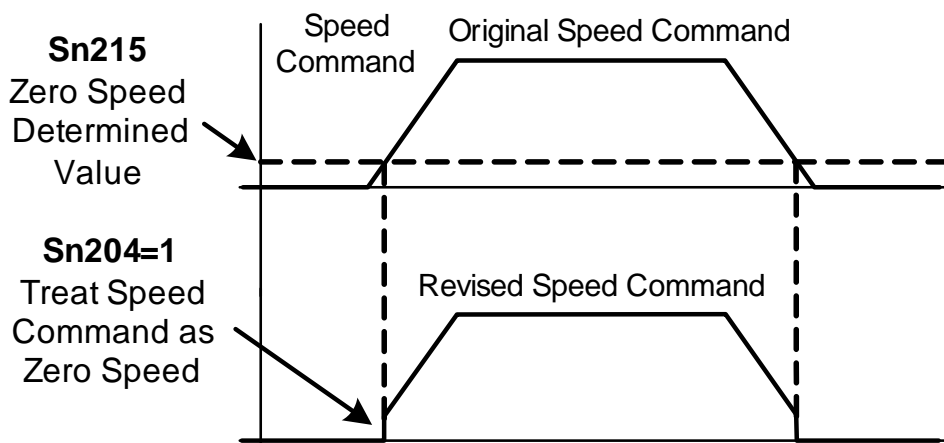 Speed
Command
Original Speed Command
Sn215
Zero Speed
Determined
Value
Sn204=1
Treat Speed
Command as
Zero Speed
Revised Speed Command